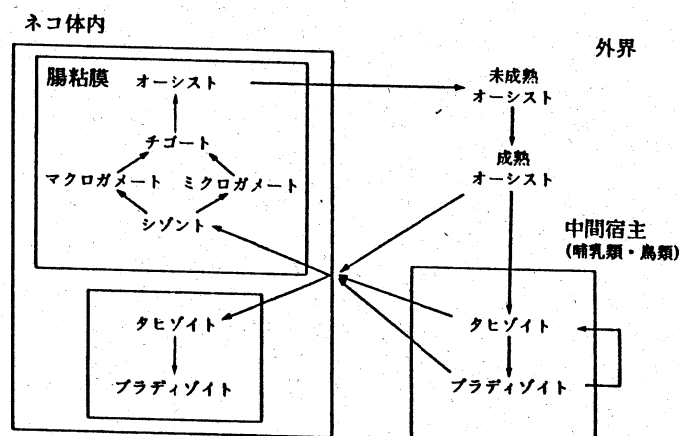 ネコ体内
外界
腸粘膜
オーシスト
未成熟
オーシスト
チゴート
成熟
オーシスト
マクロガメート
ミクロガメート
シゾント
中間宿主
(哺乳類・鳥類)
タヒゾイト
タヒゾイト
ブラディゾイト
ブラディゾイト